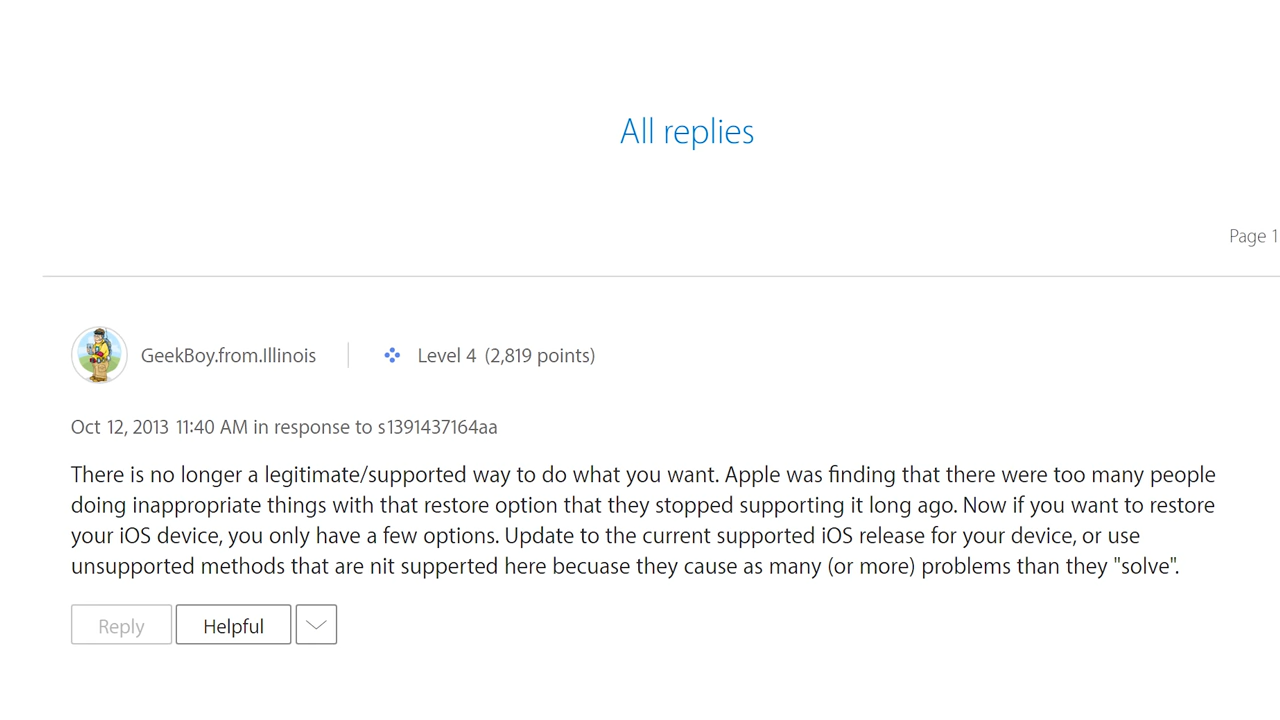 All replies
Page 1
GeekBoy.from.Illinois
Level 4 (2,819 points)
Oct 12, 2013 11:40 AM in response to s1391437164aa
There is no longer a legitimate/supported way to do what you want. Apple was finding that there were too many people
doing inappropriate things with that restore option that they stopped supporting it long ago. Now if you want to restore
your iOS device, you only have a few options. Update to the current supported iOS release for your device, or use
unsupported methods that are nit supperted here becuase they cause as many (or more) problems than they "solve".
Reply Helpful